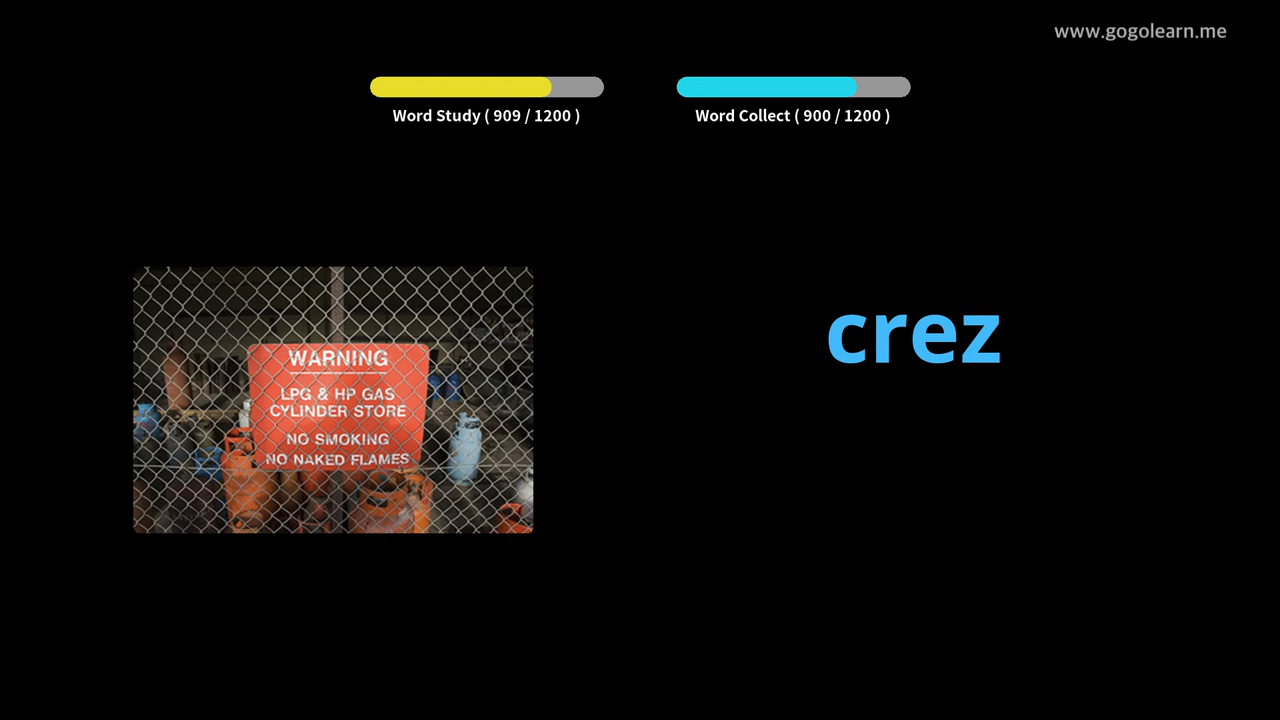 www.gogolearn.me
Word Study ( 909 / 1200 )
Word Collect ( 900 / 1200 )
crez
WARNING
LPG & HP GAS
CYLINDER STORE
NO SMOKING
NO NAKED FLAMES